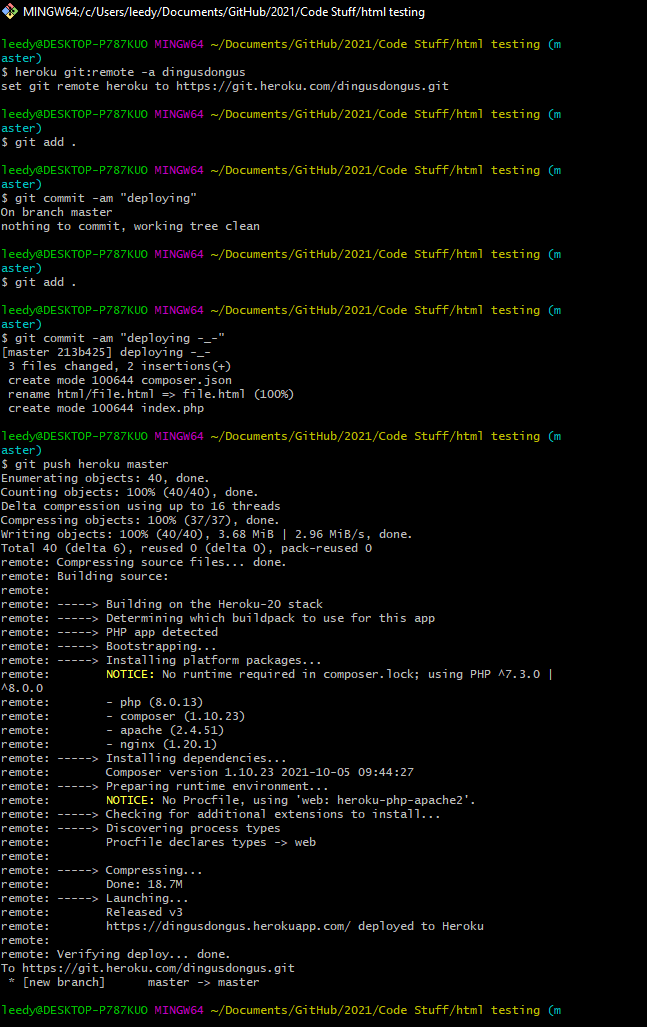 MINGW64:/c/Users/leedy/Documents/GitHub/2021/Code Stuff/html testing
leedy@DESKTOP-P787KUO MINGW64 ~/Documents/GitHub/2021/Code Stuff/html testing (m
aster)
$ heroku git:remote -a dingusdongus
set git remote heroku to https://git.heroku.com/dingusdongus.git
leedy@DESKTOP-P787KUO MINGW64 ~/Documents/GitHub/2021/Code Stuff/html testing (m
aster)
$ git add .
leedy@DESKTOP-P787KUO MINGW64 ~/Documents/GitHub/2021/Code Stuff/html testing (m
aster)
$ git commit -am "deploying"
On branch master
nothing to commit, working tree clean
leedy@DESKTOP-P787KUO MINGW64 ~/Documents/GitHub/2021/Code Stuff/html testing (m
aster)
$ git add .
leedy@DESKTOP-P787KUO MINGW64 ~/Documents/GitHub/2021/Code Stuff/html testing (m
aster)
$ git commit -am "deploying -_-"
[master 213b425] deploying -_-
 3 files changed, 2 insertions(+)
 create mode 100644 composer.json
 rename html/file.html => file.html (100%)
 create mode 100644 index.php
leedy@DESKTOP-P787KUO MINGW64 ~/Documents/GitHub/2021/Code Stuff/html testing (m
aster)
$ git push heroku master
Enumerating objects: 40, done.
Counting objects: 100% (40/40), done.
Delta compression using up to 16 threads
Compressing objects: 100% (37/37), done.
Writing objects: 100% (40/40), 3.68 MiB | 2.96 MiB/s, done.
Total 40 (delta 6), reused 0 (delta 0), pack-reused 0
remote: Compressing source files... done.
remote: Building source:
remote:
remote: -----> Building on the Heroku-20 stack
remote: -----> Determining which buildpack to use for this app
remote: -----> PHP app detected
remote: -----> Bootstrapping...
remote: -----> Installing platform packages...
remote:        NOTICE: No runtime required in composer.lock; using PHP ^7.3.0 |
^8.0.0
remote:        - php (8.0.13)
remote:        - composer (1.10.23)
remote:        - apache (2.4.51)
remote:        - nginx (1.20.1)
remote: -----> Installing dependencies...
remote:        Composer version 1.10.23 2021-10-05 09:44:27
remote: -----> Preparing runtime environment...
remote:        NOTICE: No Procfile, using 'web: heroku-php-apache2'.
remote: -----> Checking for additional extensions to install...
remote: -----> Discovering process types
remote:        Procfile declares types -> web
remote:
remote: -----> Compressing...
remote:        Done: 18.7M
remote: -----> Launching...
remote:        Released v3
remote:        https://dingusdongus.herokuapp.com/ deployed to Heroku
remote:
remote: Verifying deploy... done.
To https://git.heroku.com/dingusdongus.git
 * [new branch]      master -> master
leedy@DESKTOP-P787KUO MINGW64 ~/Documents/GitHub/2021/Code Stuff/html testing (m